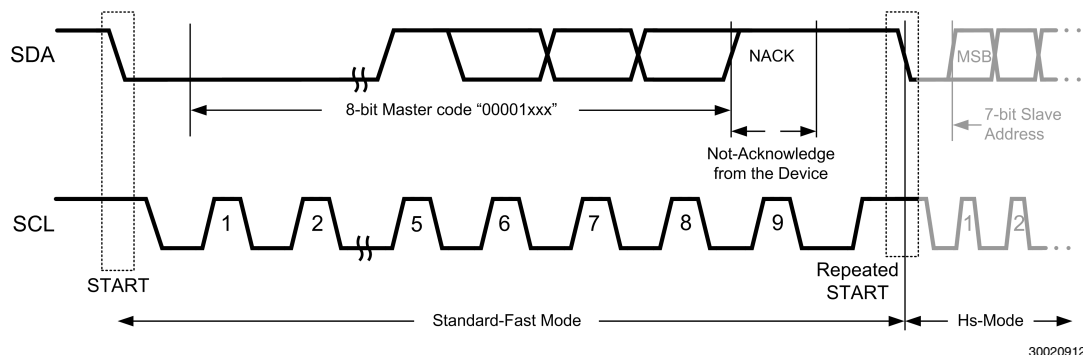 SDA
NACK
MSB
8-bit Master code “00001xxx”
7-bit Slave
Address
Not-Acknowledge
from the Device
SCL
1
2
5
6
7
8
9
1
2
START
Repeated
START
Standard-Fast Mode
Hs-Mode
30020912